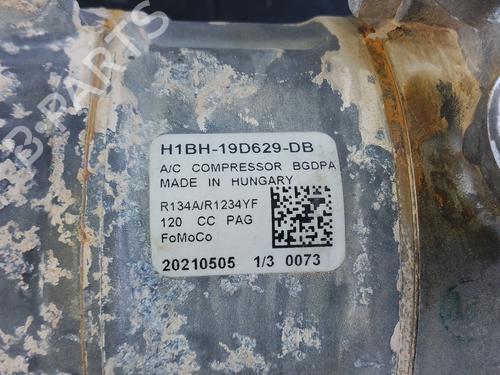 B-PARTS
H1BH-19D629-DB
A/C COMPRESSOR BGDPA
MADE IN HUNGARY
R134A/R1234YF
120 CC PAG
FoMoCo
20210505 1/3 0073